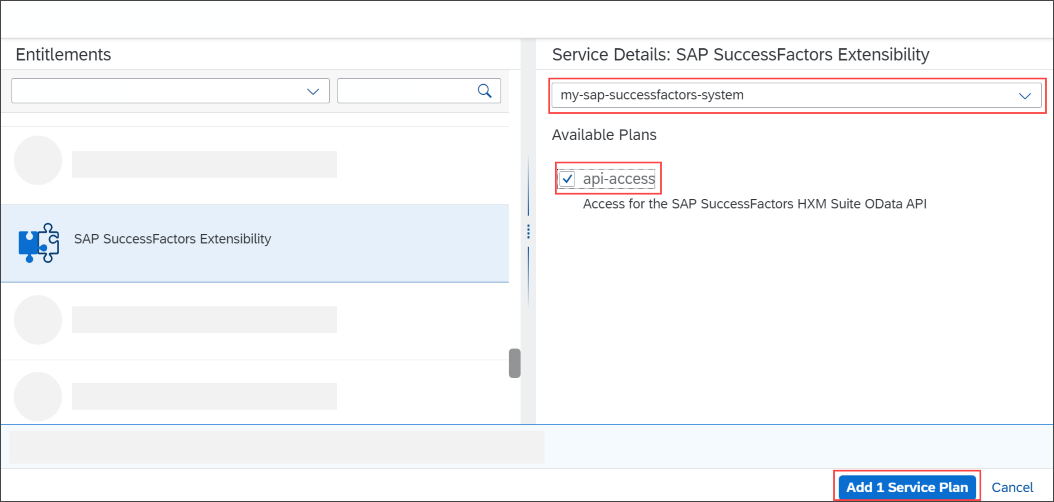 Entitlements
Service Details: SAP SuccessFactors Extensibility
my-sap-successfactors-system
Available Plans
api-access
Access for the SAP SuccessFactors HXM Suite OData API
SAP SuccessFactors Extensibility
Add 1 Service Plan
Cancel